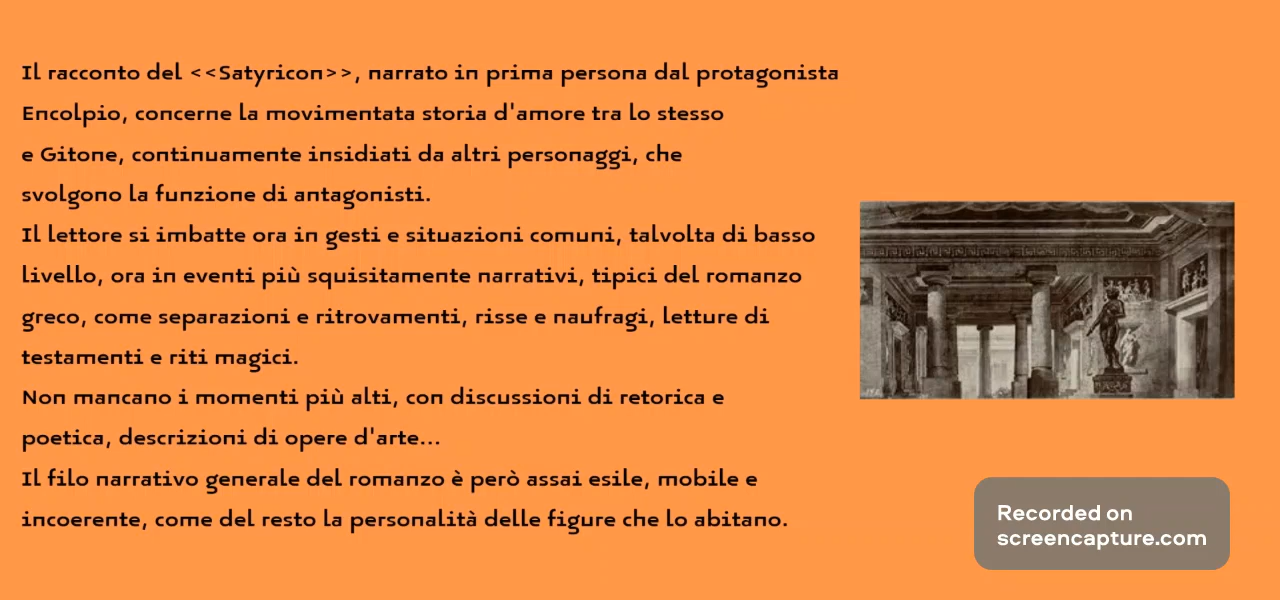 Il racconto del <<Satyricon>>, narrato in prima persona dal protagonista
Encolpio, concerne la movimentata storia d'amore tra lo stesso
e Gitone, continuamente insidiati da altri personaggi, che
svolgono la funzione di antagonisti.
Il lettore si imbatte ora in gesti e situazioni comuni, talvolta di basso
livello, ora in eventi più squisitamente narrativi, tipici del romanzo
greco, come separazioni e ritrovamenti, risse e naufragi, letture di
testamenti e riti magici.
Non mancano i momenti più alti, con discussioni di retorica e
poetica, descrizioni di opere d'arte...
Il filo narrativo generale del romanzo è però assai esile, mobile e
incoerente, come del resto la personalità delle figure che lo abitano.
Recorded on
screencapture.com